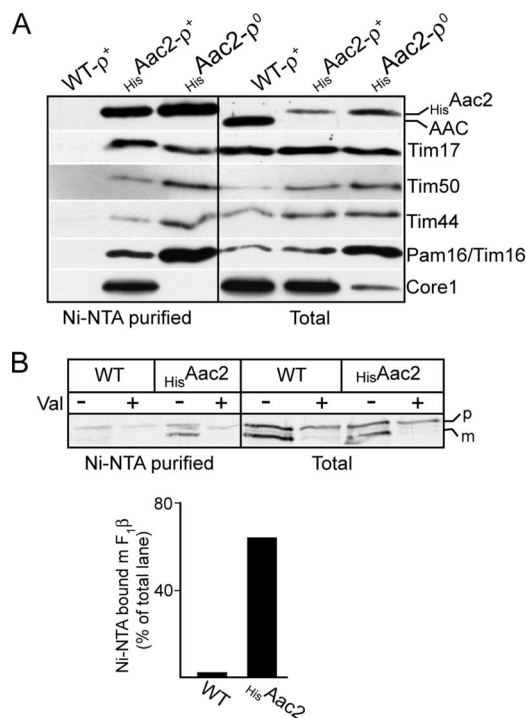 A
WT-p⁺ HisAac2-p⁺ HisAac2-p⁰ WT-p⁺ HisAac2-p⁺ HisAac2-p⁰
HisAac2
AAC
Tim17
Tim50
Tim44
Pam16/Tim16
Core1
Ni-NTA purified Total
B
WT HisAac2 WT HisAac2
Val - + - + - + - +
p
m
Ni-NTA purified Total
80
40
Ni-NTA bound m F₁β
(% of total lane)
WT HisAac2